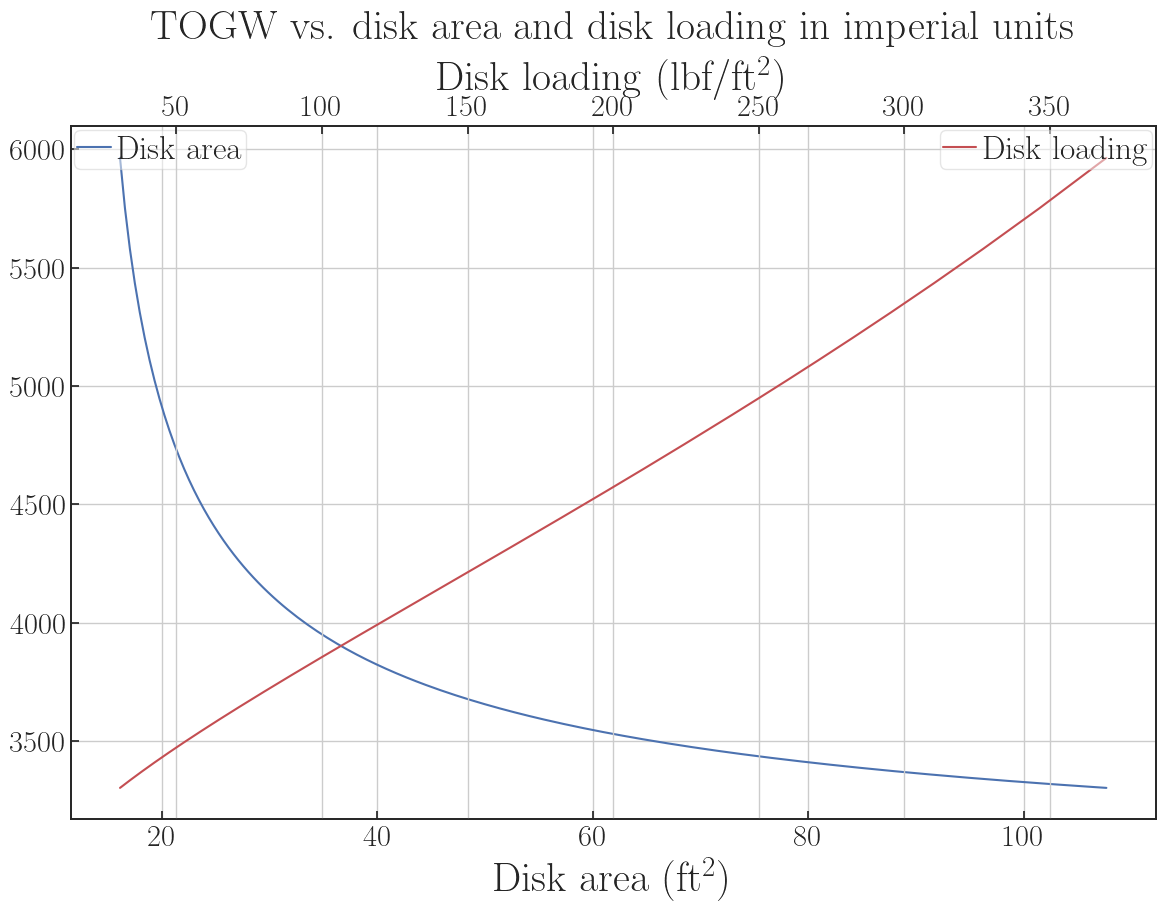 TOGW vs. disk area and disk loading in imperial units
Disk loading (lbf/ft²)
50 100 150 200 250 300 350
Disk area
Disk loading
6000
5500
5000
4500
4000
3500
20 40 60 80 100
Disk area (ft²)